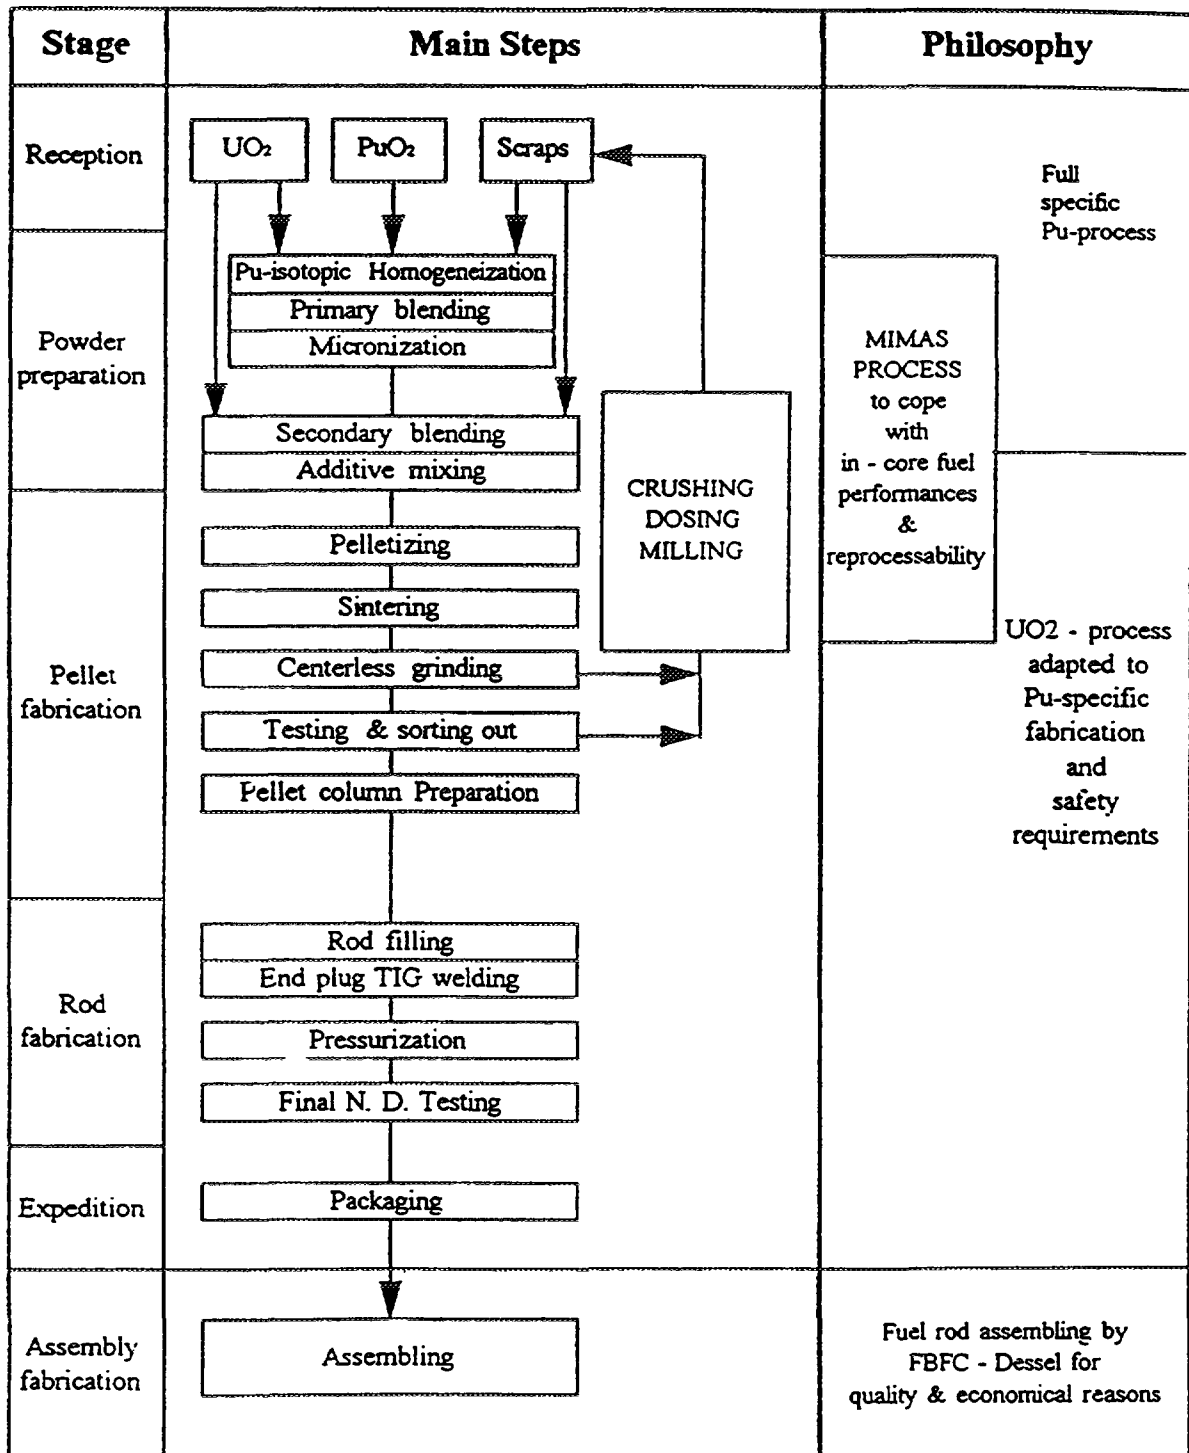 Stage
Main Steps
Philosophy
Reception
UO₂
PuO₂
Scraps
Full
specific
Pu-process
Powder
preparation
Pu-isotopic Homogeneization
Primary blending
Micronization
Secondary blending
Additive mixing
CRUSHING
DOSING
MILLING
MIMAS
PROCESS
to cope
with
in - core fuel
performances
&
reprocessability
Pellet
fabrication
Pelletizing
Sintering
Centerless grinding
Testing & sorting out
Pellet column Preparation
UO2 - process
adapted to
Pu-specific
fabrication
and
safety
requirements
Rod
fabrication
Rod filling
End plug TIG welding
Pressurization
Final N. D. Testing
Expedition
Packaging
Assembly
fabrication
Assembling
Fuel rod assembling by
FBFC - Dessel for
quality & economical reasons